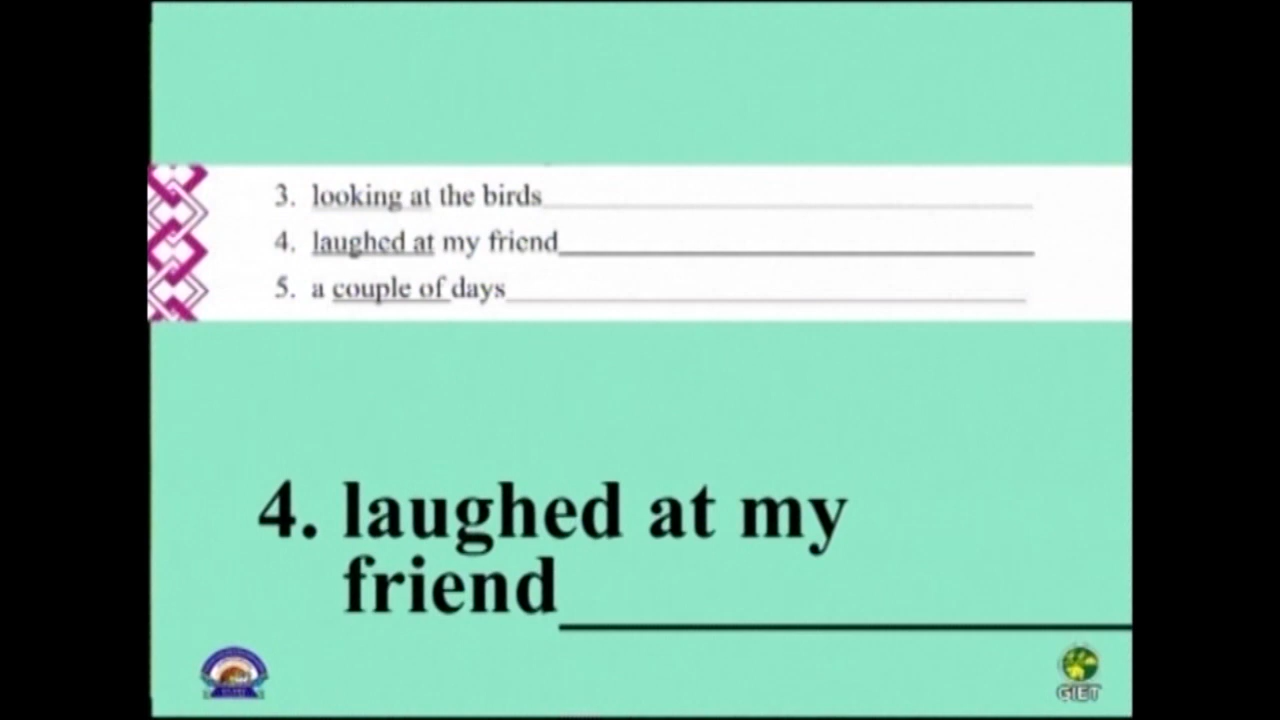 3. looking at the birds
4. laughed at my friend
5. a couple of days
4. laughed at my
friend
GIET